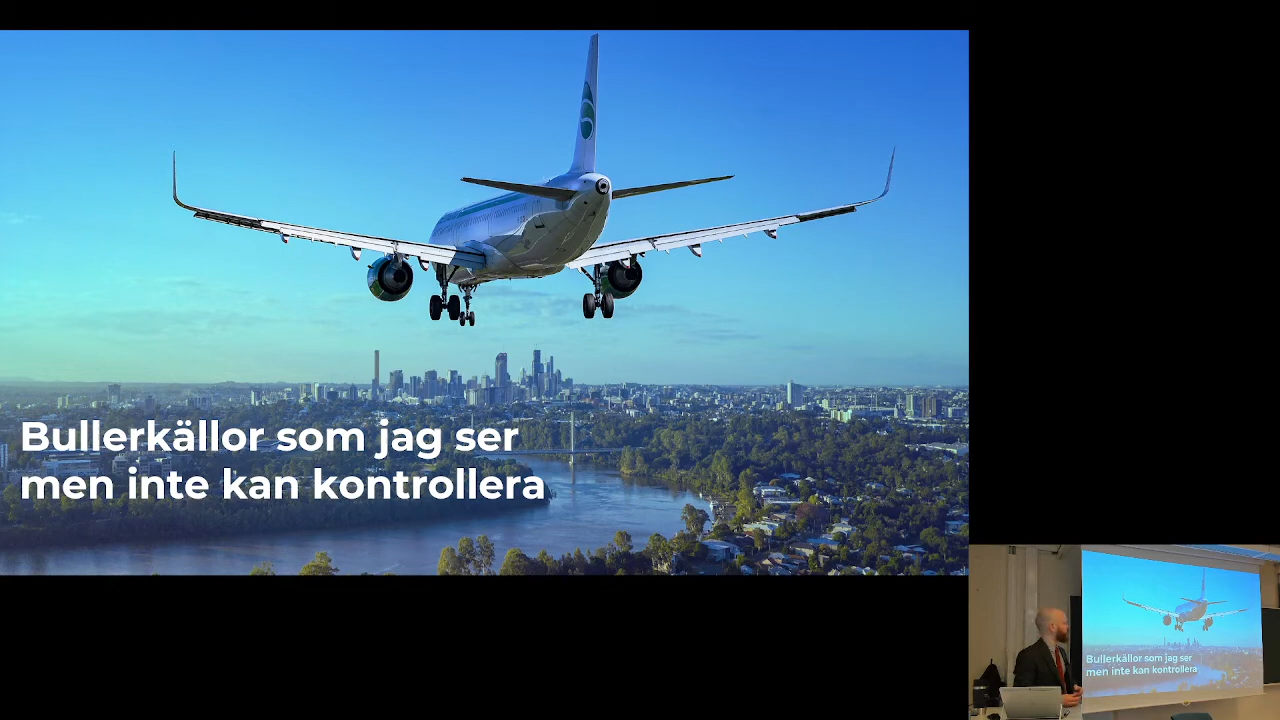 Bullerkällor som jag ser
men inte kan kontrollera
Bullerkällor som jag ser
men inte kan kontrollera